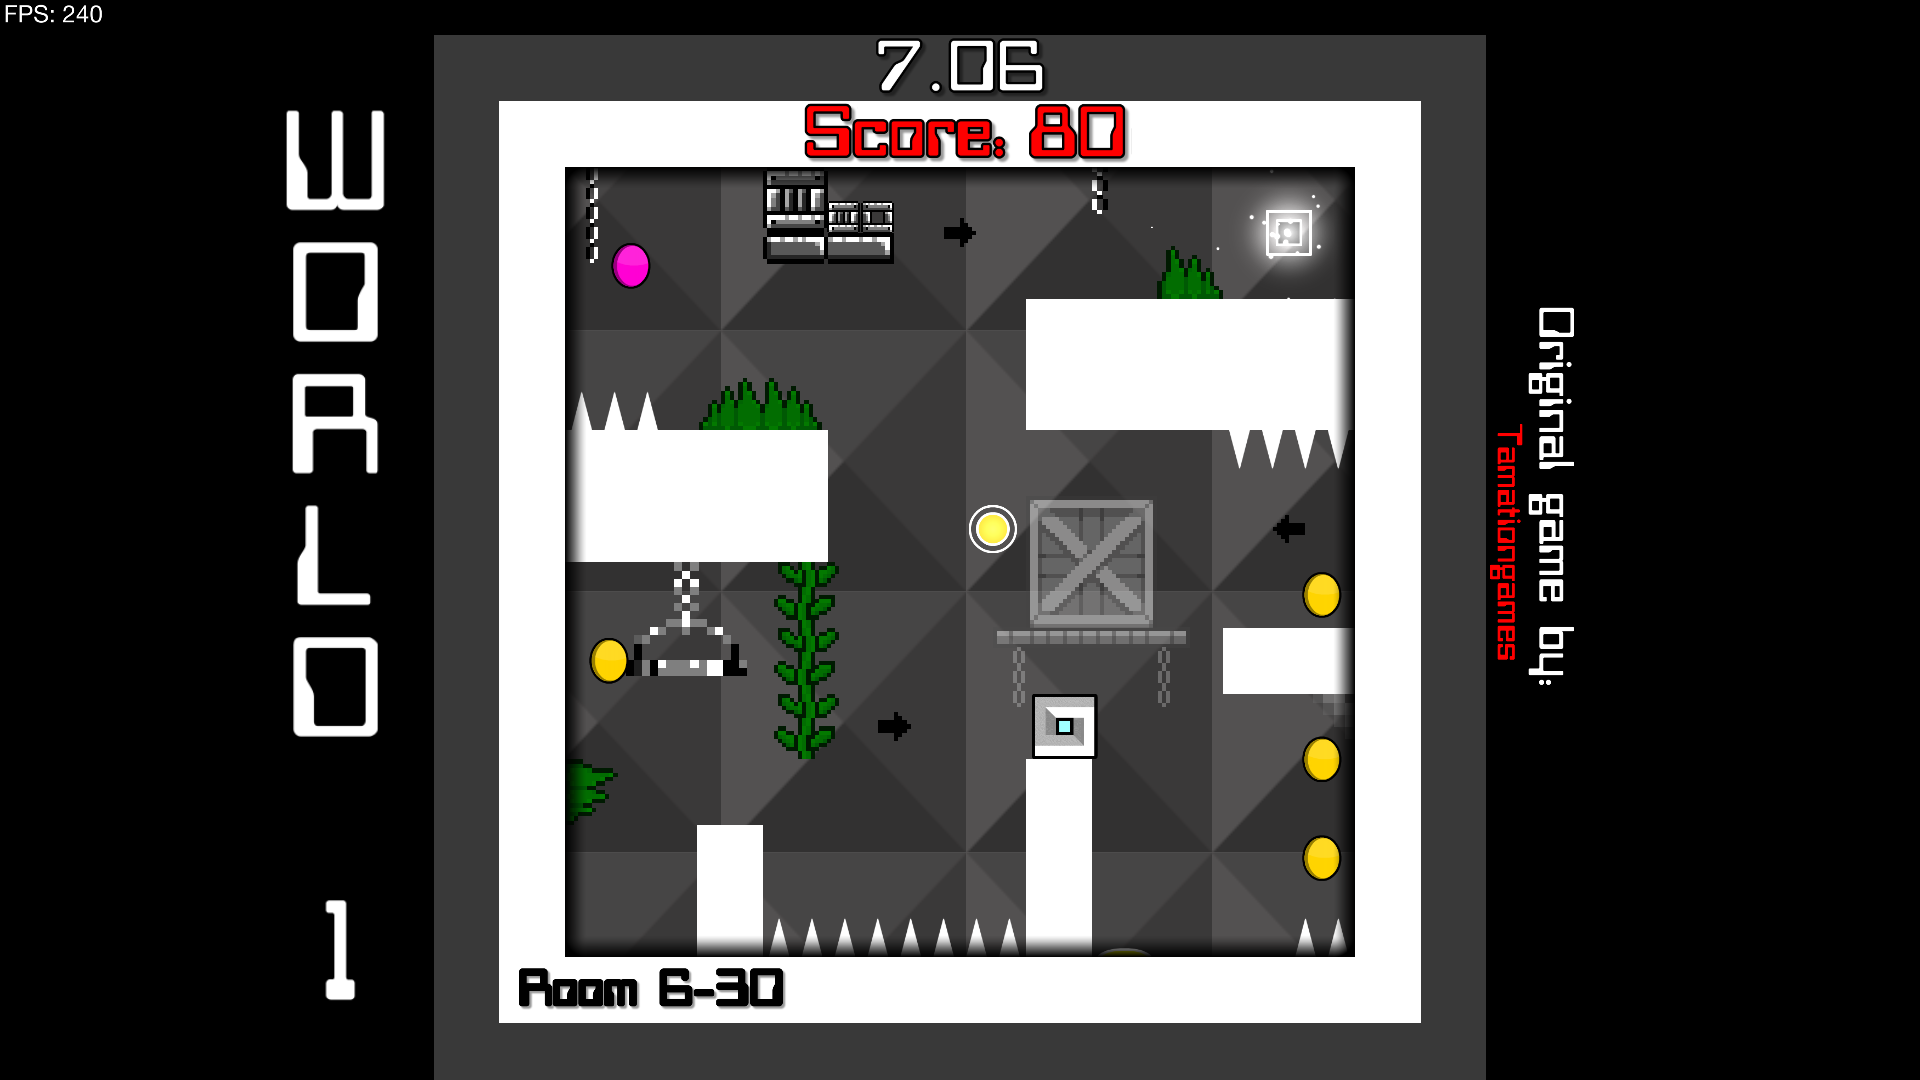 FPS: 240
7.06
Score: 80
WORLD 1
Original game by:
Tamationgames
Room 6-30